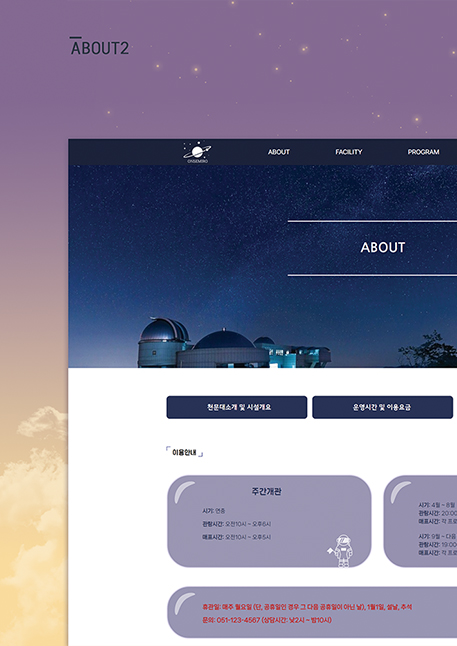 ABOUT2
ONSEMIRO
ABOUT FACILITY PROGRAM
ABOUT
천문대소개 및 시설개요 운영시간 및 이용요금
이용안내
주간개관
시기: 연중
관람시간: 오전10시 ~ 오후6시
매표시간: 오전10시 ~ 오후5시
시기: 4월 ~ 8월
관람시간: 20:00
매표시간: 각 프로
시기: 9월 ~ 다음
관람시간: 19:00
매표시간: 각 프로
휴관일: 매주 월요일 (단, 공휴일인 경우 그 다음 공휴일이 아닌 날), 1월1일, 설날, 추석
문의: 051-123-4567 (상담시간: 낮2시 ~ 밤10시)